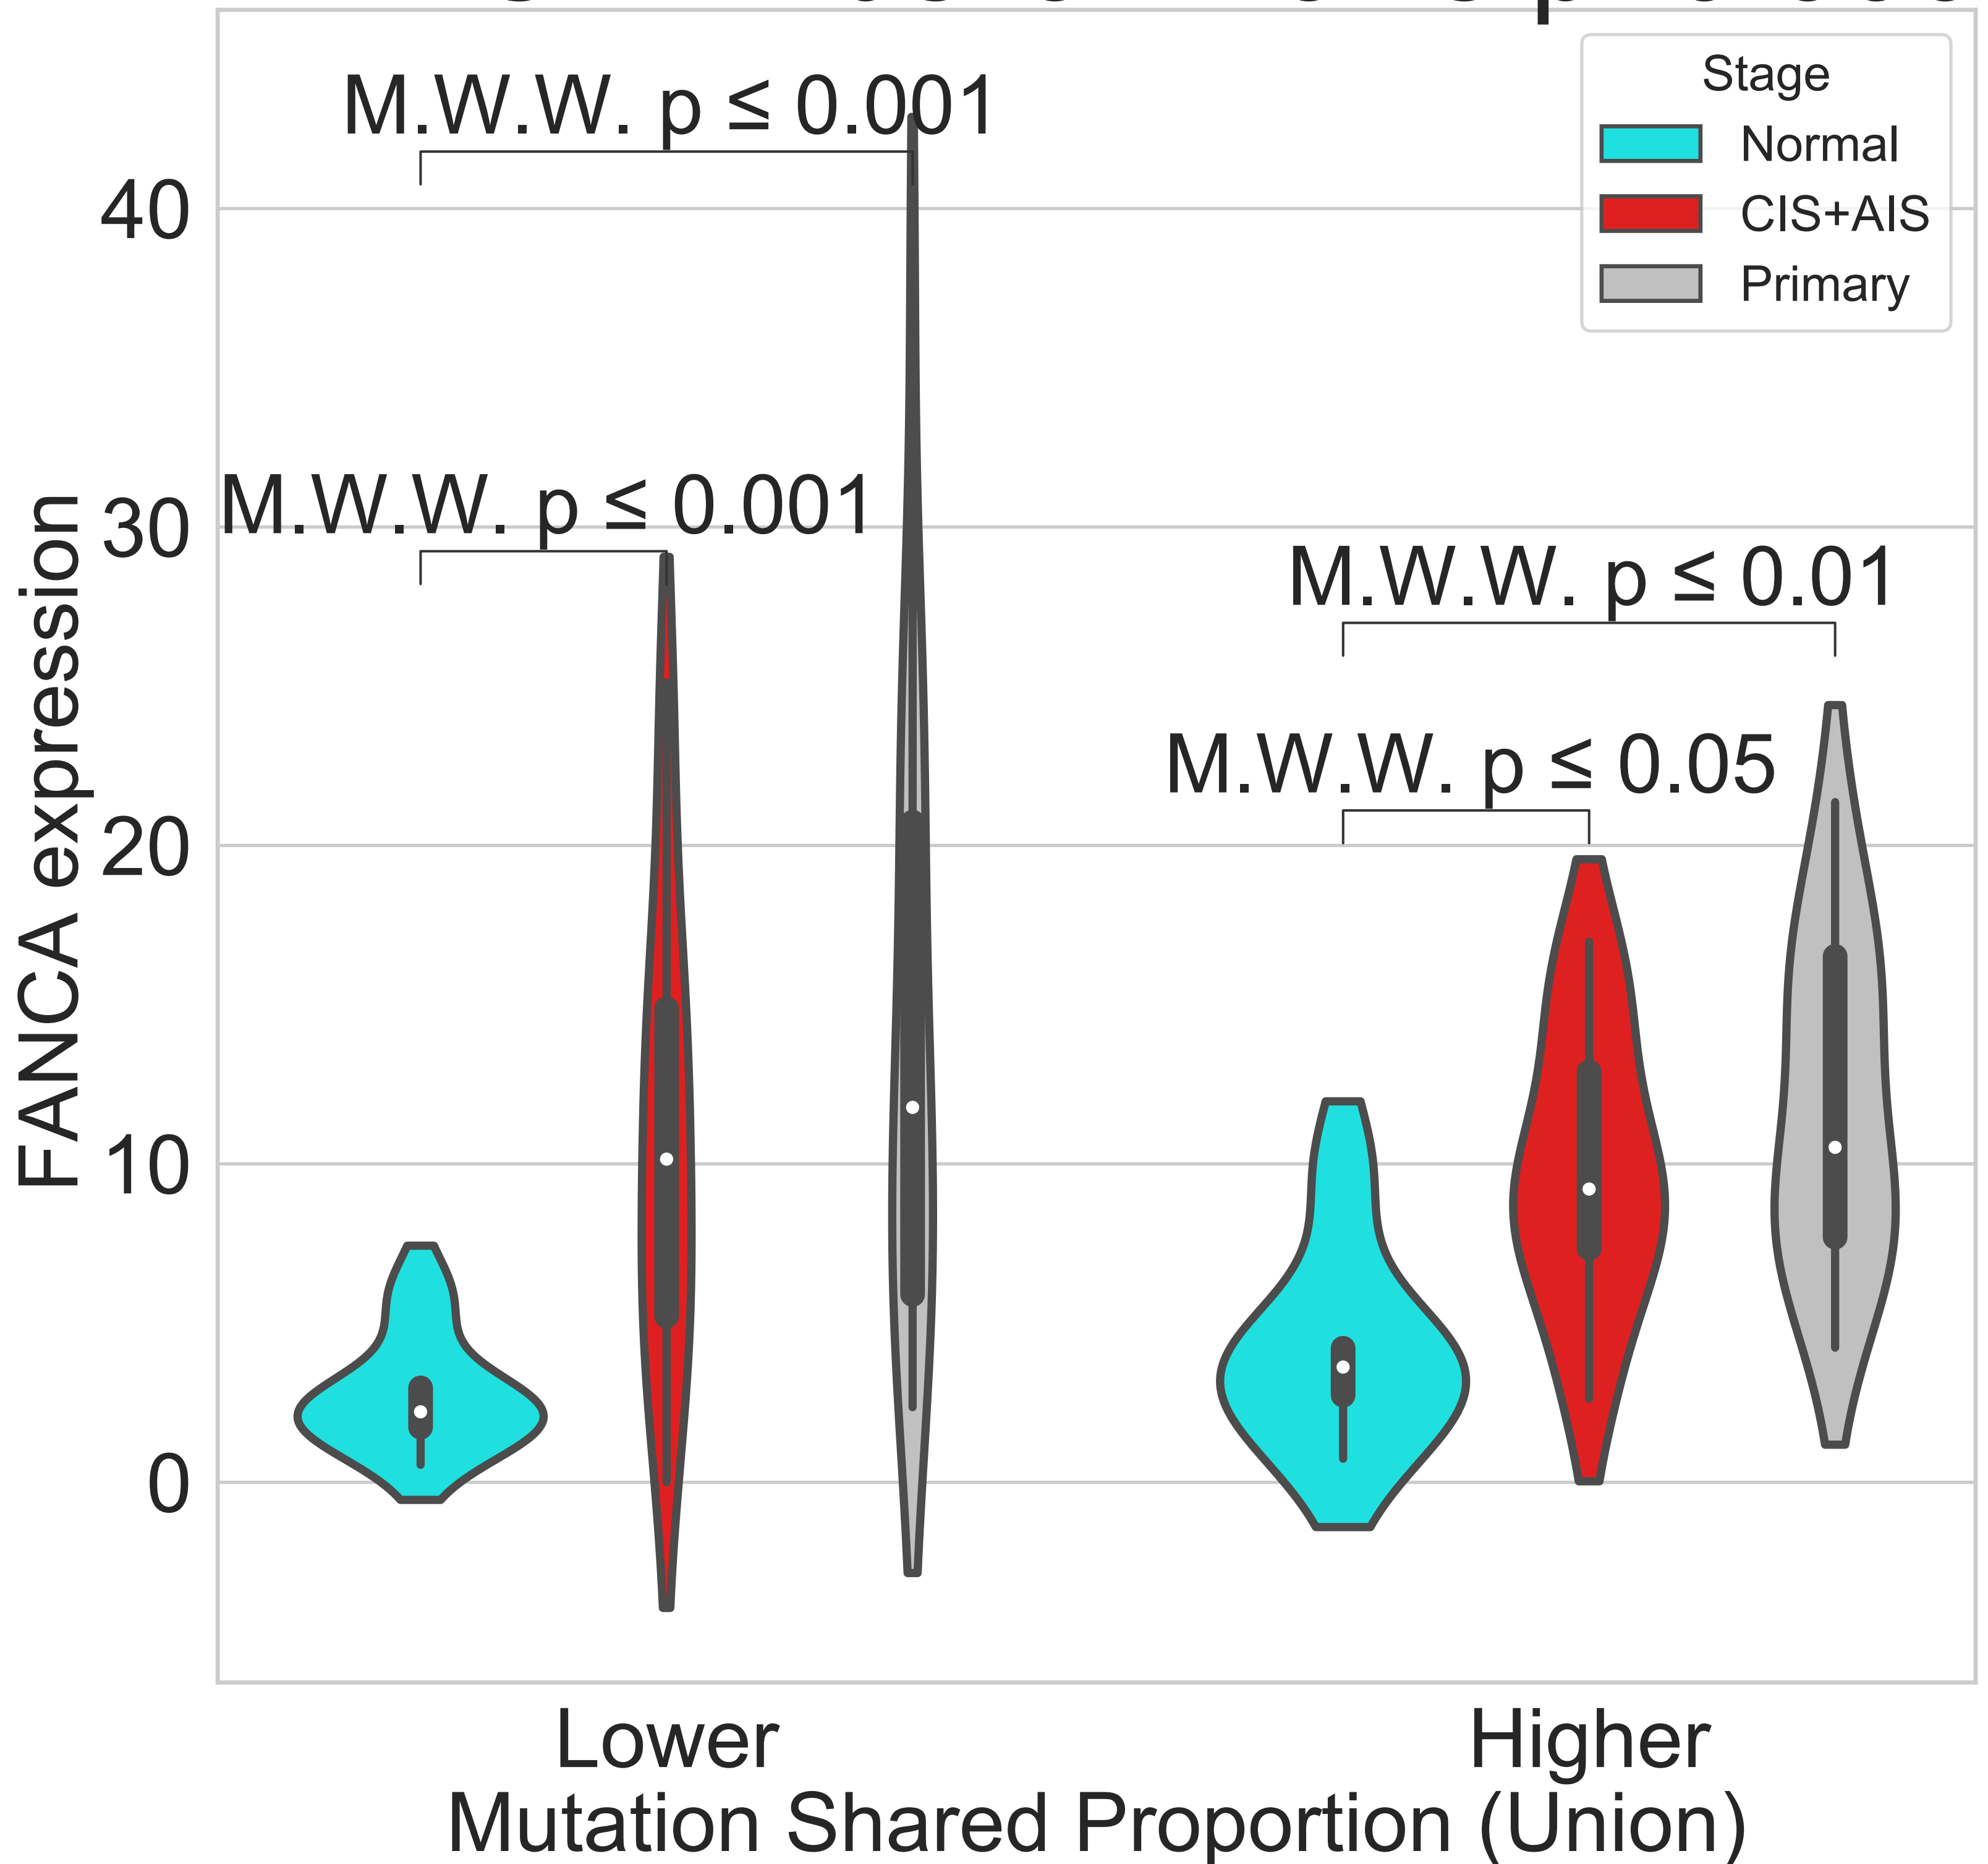 Stage
Normal
CIS+AIS
Primary
M.W.W. p ≤ 0.001
M.W.W. p ≤ 0.001
M.W.W. p ≤ 0.01
M.W.W. p ≤ 0.05
FANCA expression
40
30
20
10
0
Lower
Higher
Mutation Shared Proportion (Union)